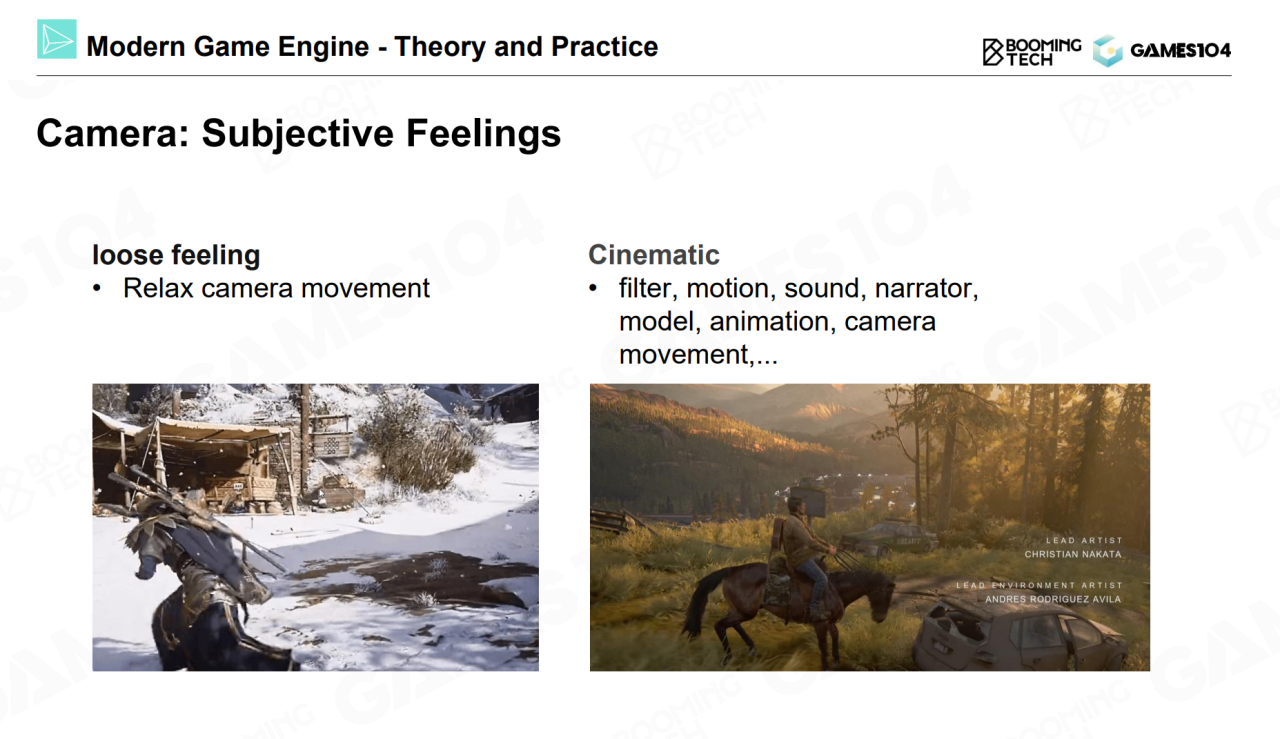 Modern Game Engine - Theory and Practice
BOOMING
TECH
GAMES104
Camera: Subjective Feelings
loose feeling
• Relax camera movement
Cinematic
• filter, motion, sound, narrator,
model, animation, camera
movement,...
LEAD ARTIST
CHRISTIAN NAKATA
LEAD ENVIRONMENT ARTIST
ANDRES RODRIGUEZ AVILA